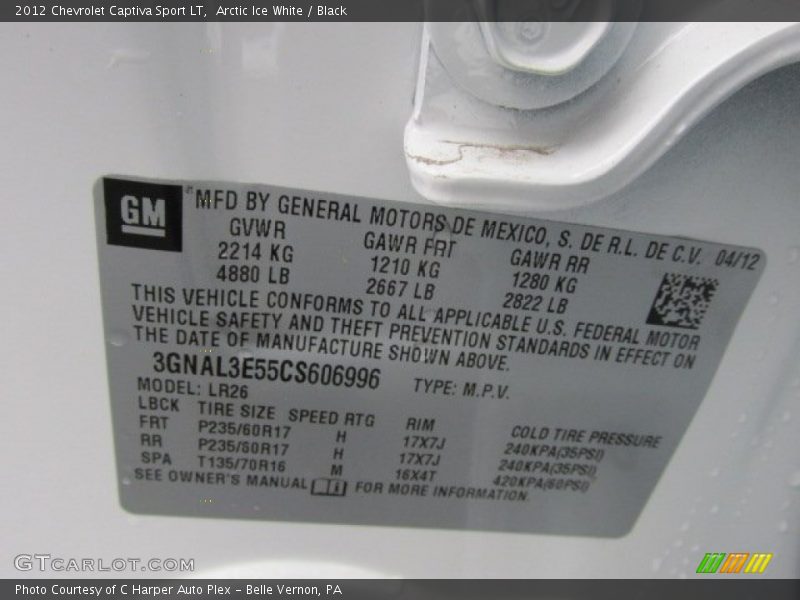 2012 Chevrolet Captiva Sport LT,  Arctic Ice White / Black
GM
MFD BY GENERAL MOTORS DE MEXICO, S. DE R.L. DE C.V. 04/12
GVWR GAWR FRT GAWR RR
2214 KG 1210 KG 1280 KG
4880 LB 2667 LB 2822 LB
THIS VEHICLE CONFORMS TO ALL APPLICABLE U.S. FEDERAL MOTOR
VEHICLE SAFETY AND THEFT PREVENTION STANDARDS IN EFFECT ON
THE DATE OF MANUFACTURE SHOWN ABOVE.
3GNAL3E55CS606996 TYPE: M.P.V.
MODEL: LR26
LBCK TIRE SIZE SPEED RTG RIM COLD TIRE PRESSURE
FRT P235/60R17 H 17X7J 240KPA(35PSI)
RR P235/60R17 H 17X7J 240KPA(35PSI)
SPA T135/70R16 M 16X4T 420KPA(60PSI)
SEE OWNER'S MANUAL FOR MORE INFORMATION.
GTcarlot.com
Photo Courtesy of C Harper Auto Plex - Belle Vernon, PA